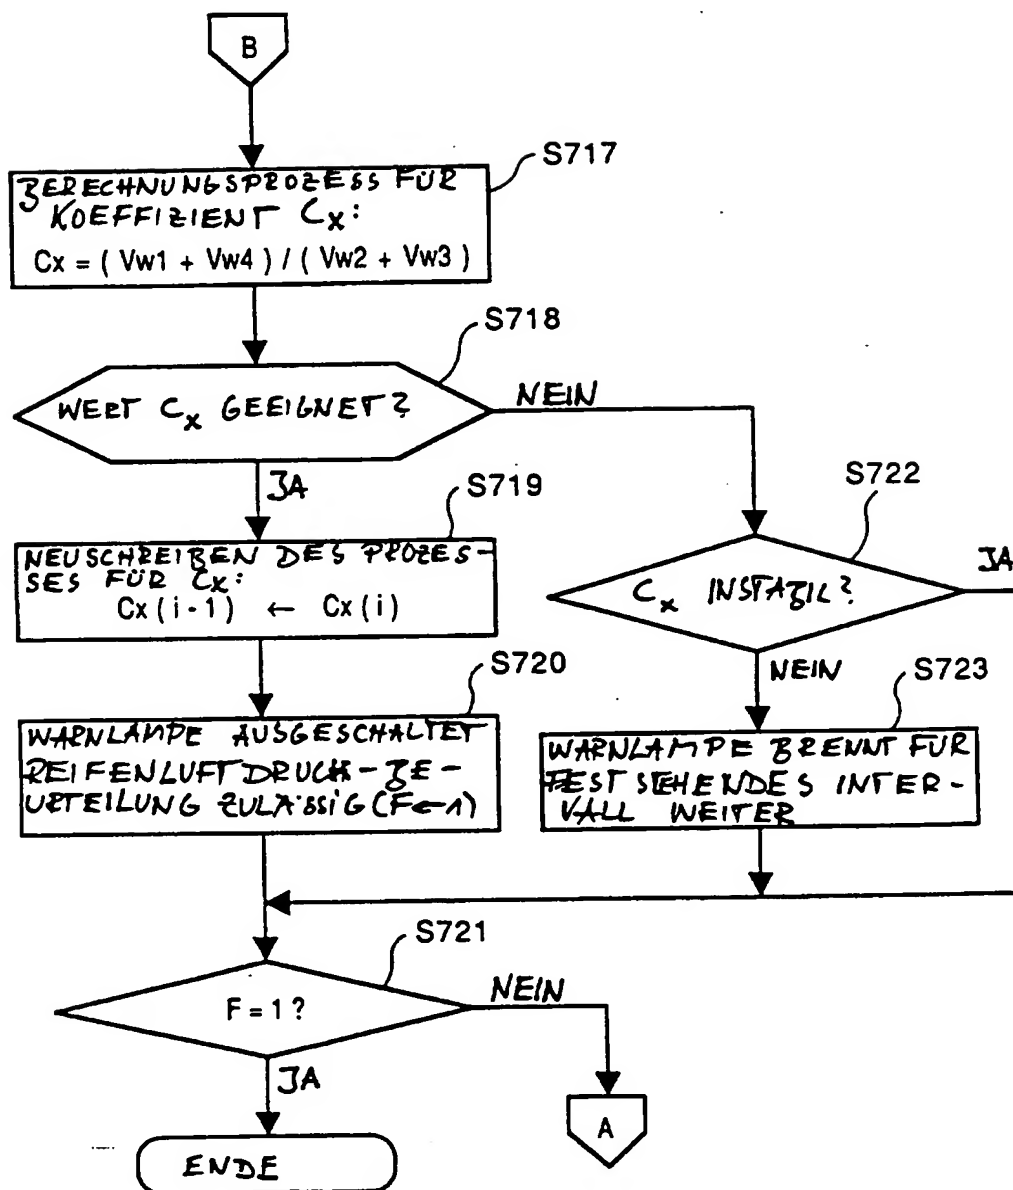 B
S717
BERECHNUNGSPROZESS FÜR
KOEFFIZIENT Cx:
Cx = ( Vw1 + Vw4 ) / ( Vw2 + Vw3 )
S718
WERT Cx GEEIGNET?
NEIN
JA
S719
NEUSCHREIBEN DES PROZES-
SES FÜR Cx:
Cx ( i - 1 ) ← Cx ( i )
S722
Cx INSTABIL?
JA
NEIN
S720
WARNLAMPE AUSGESCHALTET
REIFENLUFTDRUCK-BE-
URTEILUNG ZULÄSSIG (F←1)
S723
WARNLAMPE BRENNT FÜR
FESTSTEHENDES INTER-
VALL WEITER
S721
F = 1 ?
NEIN
JA
A
ENDE